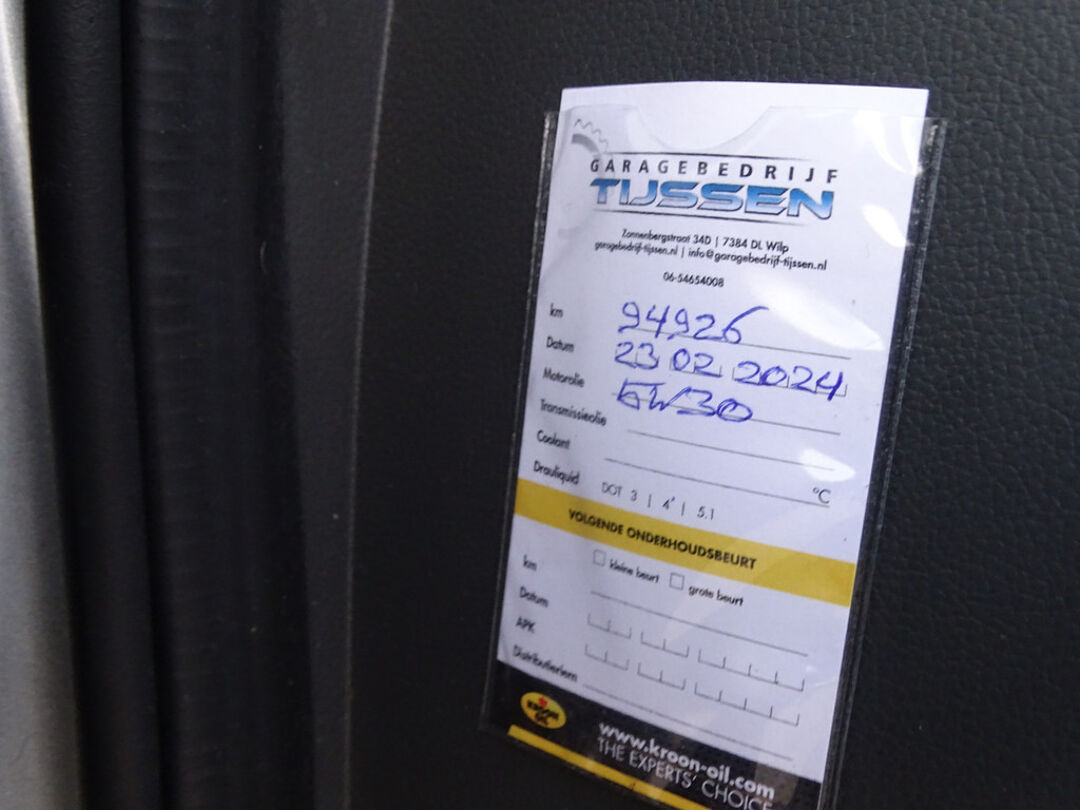 GARAGEBEDRIJF
TIJSSEN
Zonnenbergstraat 34D | 7384 DL Wilp
garagebedrijf-tijssen.nl | info@garagebedrijf-tijssen.nl
06-54654008
km 94926
Datum 23 02 2024
Motorolie 5W30
Transmissieolie
Coolant °C
Drauliquid DOT 3 | 4 | 5.1
VOLGENDE ONDERHOUDSBEURT
kleine beurt grote beurt
km
Datum
APK
Distributieriem
KROON OIL
www.kroon-oil.com
THE EXPERTS' CHOICE